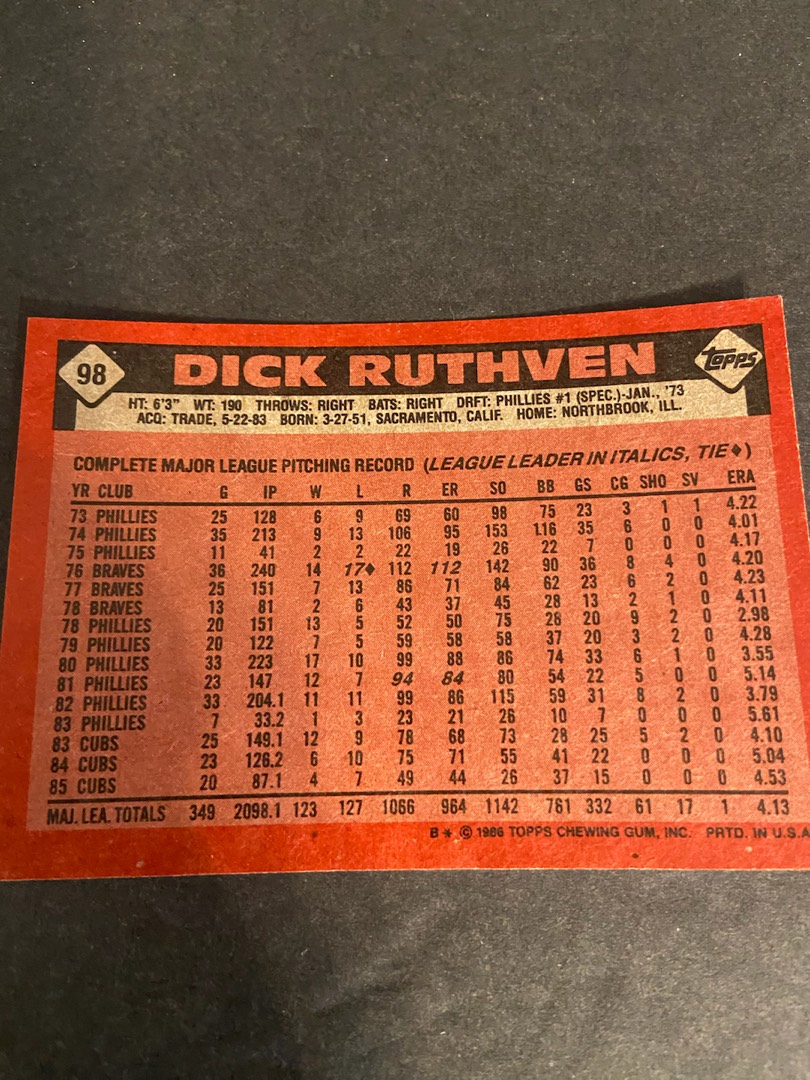 98 DICK RUTHVEN Topps
HT: 6'3" WT: 190 THROWS: RIGHT BATS: RIGHT DRFT: PHILLIES #1 (SPEC.)-JAN., '73
ACQ: TRADE, 5-22-83 BORN: 3-27-51, SACRAMENTO, CALIF. HOME: NORTHBROOK, ILL.
COMPLETE MAJOR LEAGUE PITCHING RECORD (LEAGUE LEADER IN ITALICS, TIE♦)
YR CLUB G IP W L R ER SO BB GS CG SHO SV ERA
73 PHILLIES 25 128 6 9 69 60 98 75 23 3 1 1 4.22
74 PHILLIES 35 213 9 13 106 95 153 116 35 6 0 0 4.01
75 PHILLIES 11 41 2 2 22 19 26 22 7 0 0 0 4.17
76 BRAVES 36 240 14 17♦ 112 112 142 90 36 8 4 0 4.20
77 BRAVES 25 151 7 13 86 71 84 62 23 6 2 0 4.23
78 BRAVES 13 81 2 6 43 37 45 28 13 2 1 0 4.11
78 PHILLIES 20 151 13 5 52 50 75 28 20 9 2 0 2.98
79 PHILLIES 20 122 7 5 59 58 58 37 20 3 2 0 4.28
80 PHILLIES 33 223 17 10 99 88 86 74 33 6 1 0 3.55
81 PHILLIES 23 147 12 7 94 84 80 54 22 5 0 0 5.14
82 PHILLIES 33 204.1 11 11 99 86 115 59 31 8 2 0 3.79
83 PHILLIES 7 33.2 1 3 23 21 26 10 7 0 0 0 5.61
83 CUBS 25 149.1 12 9 78 68 73 28 25 5 2 0 4.10
84 CUBS 23 126.2 6 10 75 71 55 41 22 0 0 0 5.04
85 CUBS 20 87.1 4 7 49 44 26 37 15 0 0 0 4.53
MAJ. LEA. TOTALS 349 2098.1 123 127 1066 964 1142 761 332 61 17 1 4.13
B* © 1986 TOPPS CHEWING GUM, INC. PRTD. IN U.S.A